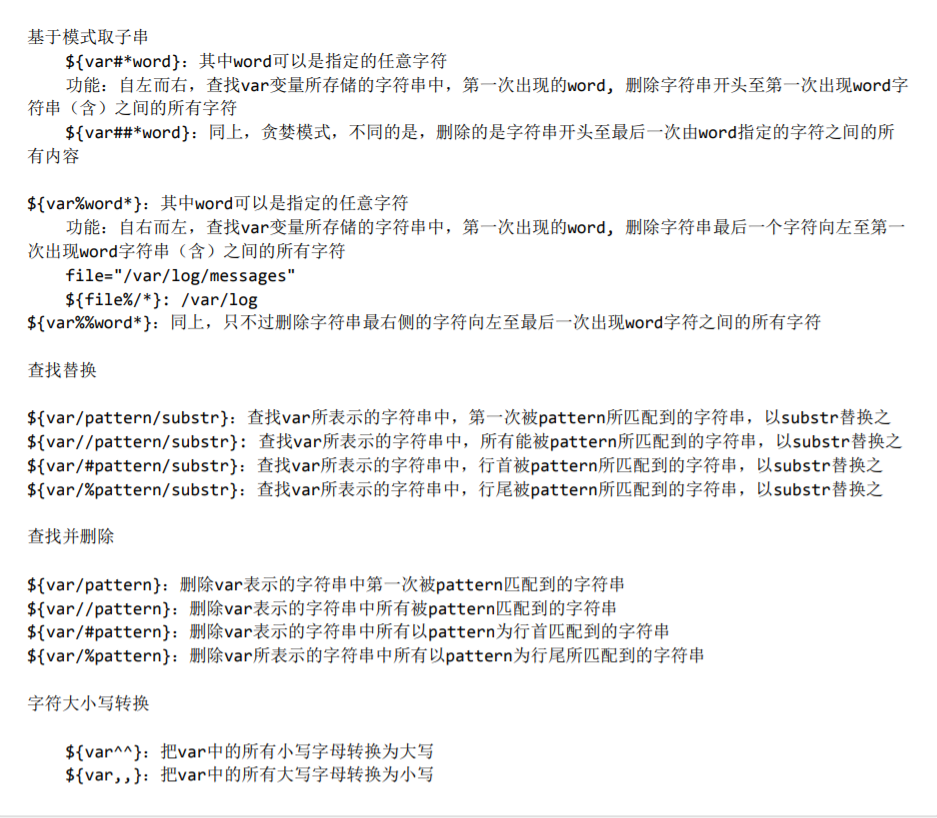 基于模式取子串
${var#*word}：其中word可以是指定的任意字符
功能：自左而右，查找var变量所存储的字符串中，第一次出现的word, 删除字符串开头至第一次出现word字
符串（含）之间的所有字符
${var##*word}：同上，贪婪模式，不同的是，删除的是字符串开头至最后一次由word指定的字符之间的所
有内容
${var%word*}：其中word可以是指定的任意字符
功能：自右而左，查找var变量所存储的字符串中，第一次出现的word, 删除字符串最后一个字符向左至第一
次出现word字符串（含）之间的所有字符
file="/var/log/messages"
${file%/*}: /var/log
${var%%word*}：同上，只不过删除字符串最右侧的字符向左至最后一次出现word字符之间的所有字符
查找替换
${var/pattern/substr}：查找var所表示的字符串中，第一次被pattern所匹配到的字符串，以substr替换之
${var//pattern/substr}: 查找var所表示的字符串中，所有能被pattern所匹配到的字符串，以substr替换之
${var/#pattern/substr}：查找var所表示的字符串中，行首被pattern所匹配到的字符串，以substr替换之
${var/%pattern/substr}：查找var所表示的字符串中，行尾被pattern所匹配到的字符串，以substr替换之
查找并删除
${var/pattern}：删除var表示的字符串中第一次被pattern匹配到的字符串
${var//pattern}：删除var表示的字符串中所有被pattern匹配到的字符串
${var/#pattern}：删除var表示的字符串中所有以pattern为行首匹配到的字符串
${var/%pattern}：删除var所表示的字符串中所有以pattern为行尾所匹配到的字符串
字符大小写转换
${var^^}：把var中的所有小写字母转换为大写
${var,,}：把var中的所有大写字母转换为小写